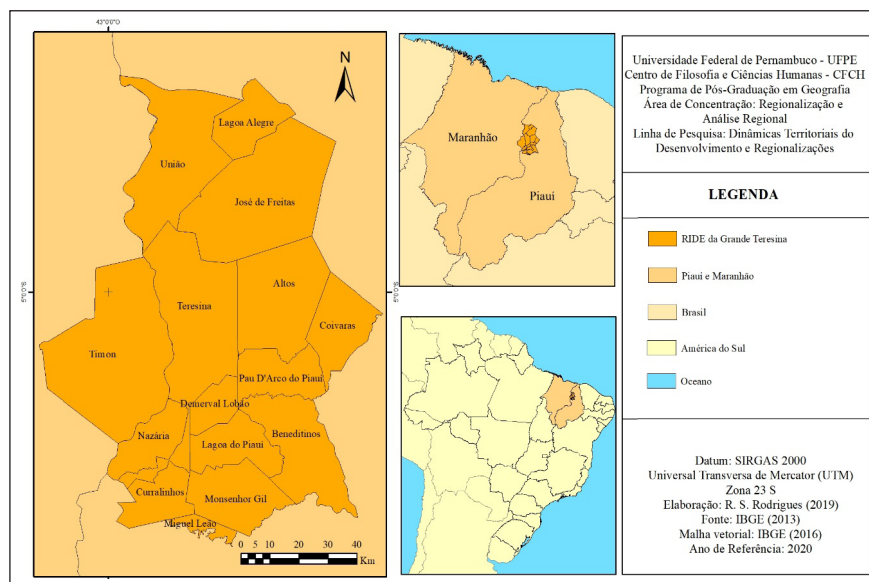 43°0'0"O
N
Lagoa Alegre
União
José de Freitas
Altos
Teresina
Coivaras
Timon
Pau D'Arco do Piauí
Demerval Lobão
Nazária
Beneditinos
Lagoa do Piauí
Curralinhos
Monsenhor Gil
Miguel Leão
0 5 10 20 30 40
Km
5°0'0"S
5°0'0"S
Maranhão
Piauí
Universidade Federal de Pernambuco - UFPE
Centro de Filosofia e Ciências Humanas - CFCH
Programa de Pós-Graduação em Geografia
Área de Concentração: Regionalização e
Análise Regional
Linha de Pesquisa: Dinâmicas Territoriais do
Desenvolvimento e Regionalizações
LEGENDA
RIDE da Grande Teresina
Piauí e Maranhão
Brasil
América do Sul
Oceano
Datum: SIRGAS 2000
Universal Transversa de Mercator (UTM)
Zona 23 S
Elaboração: R. S. Rodrigues (2019)
Fonte: IBGE (2013)
Malha vetorial: IBGE (2016)
Ano de Referência: 2020